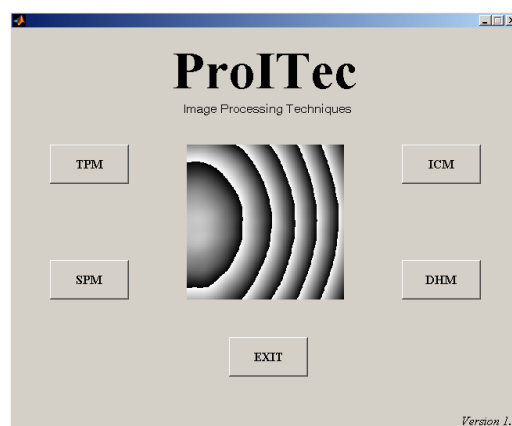 ProITec
Image Processing Techniques
TPM
ICM
SPM
DHM
EXIT
Version 1.